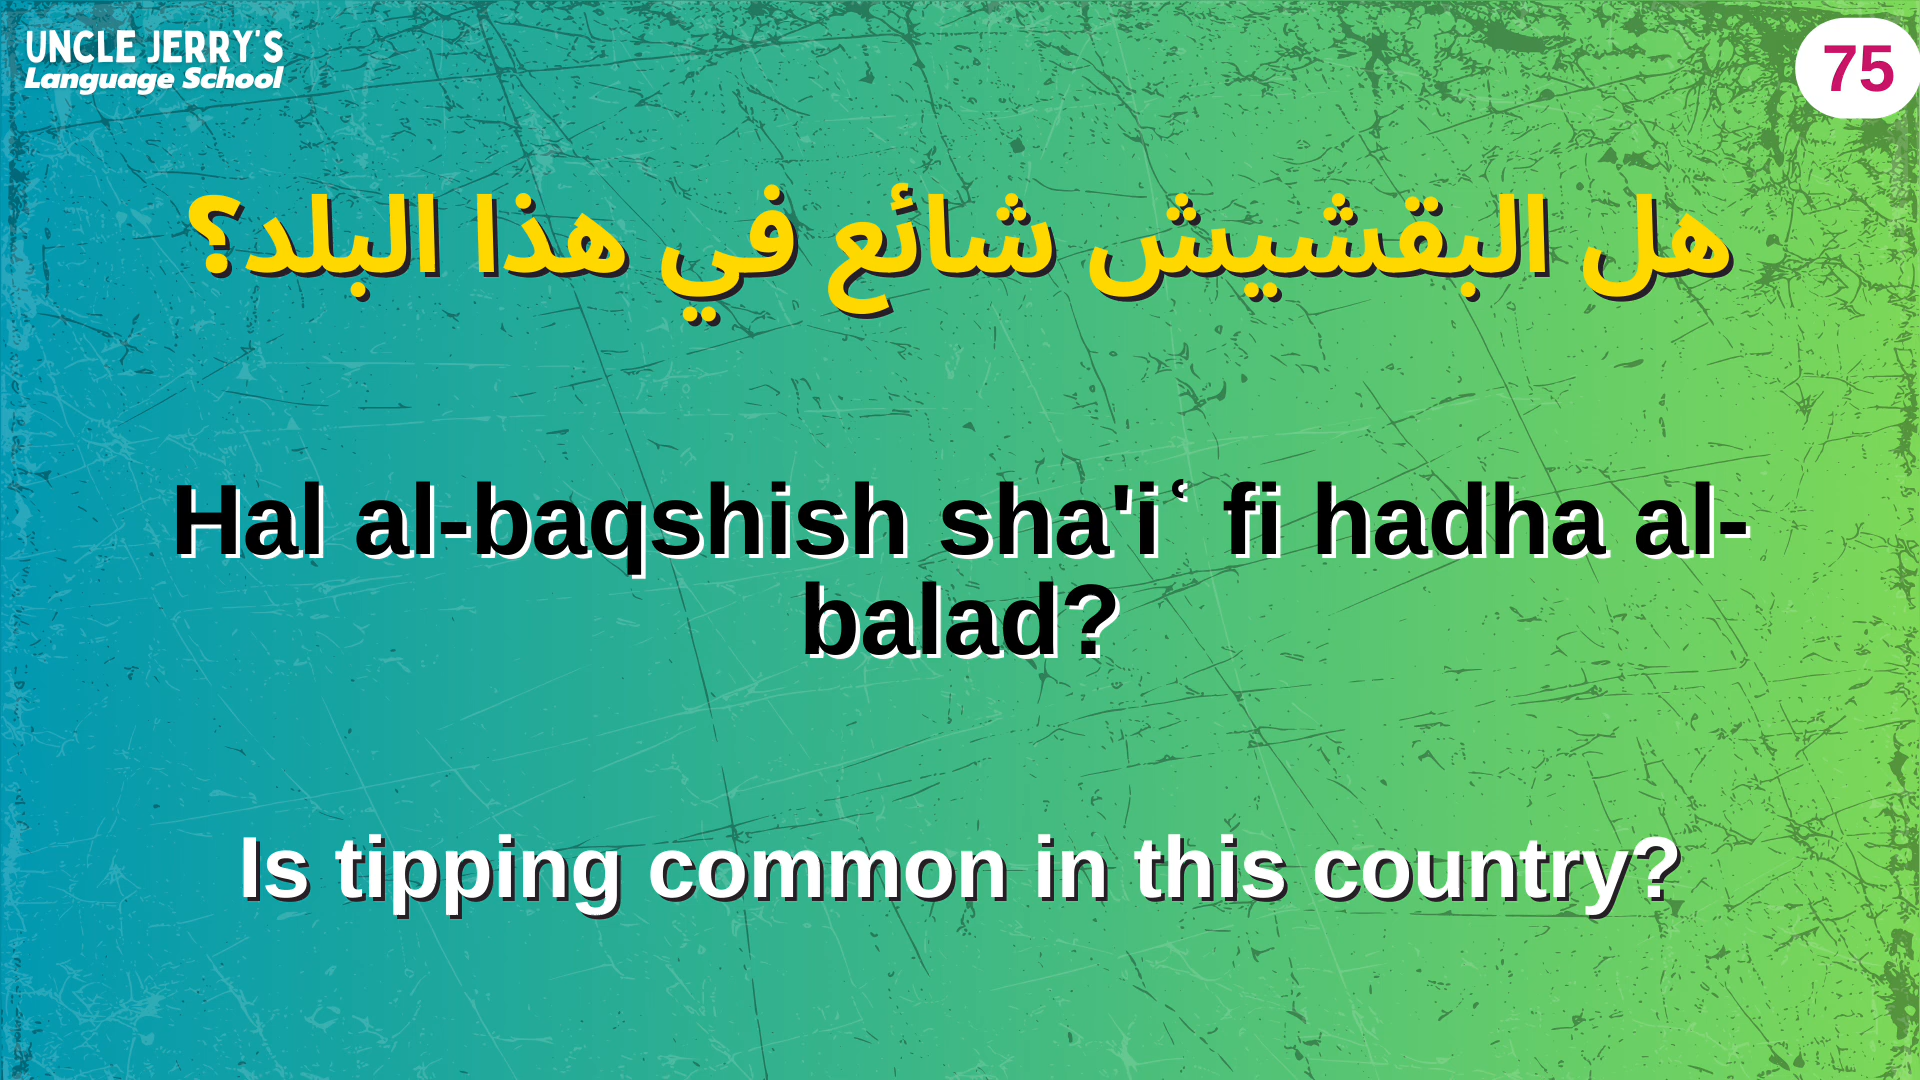 UNCLE JERRY'S
Language School
75
هل البقشيش شائع في هذا البلد؟
Hal al-baqshish sha'iʿ fi hadha al-
balad?
Is tipping common in this country?